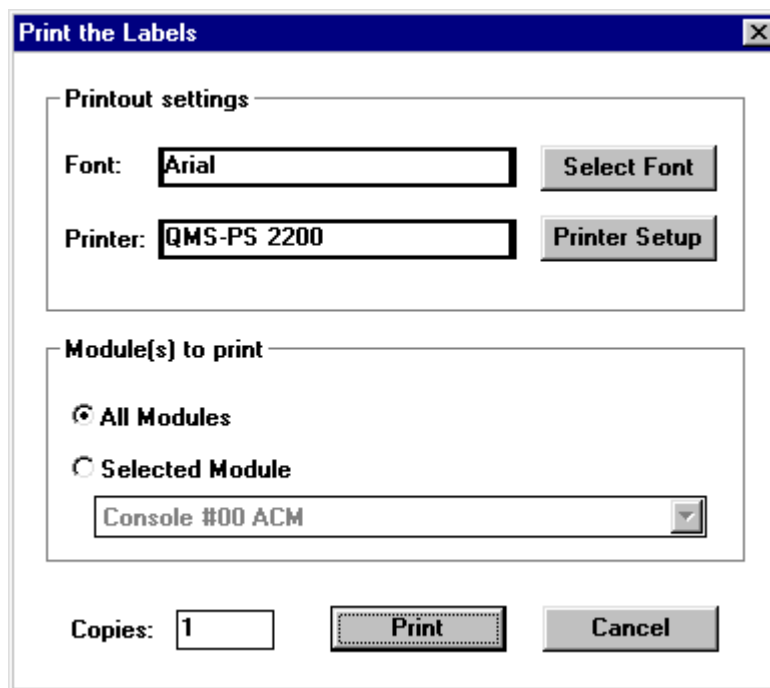 Print the Labels
Printout settings
Font: Arial Select Font
Printer: QMS-PS 2200 Printer Setup
Module(s) to print
All Modules
Selected Module
Console #00 ACM
Copies: 1 Print Cancel